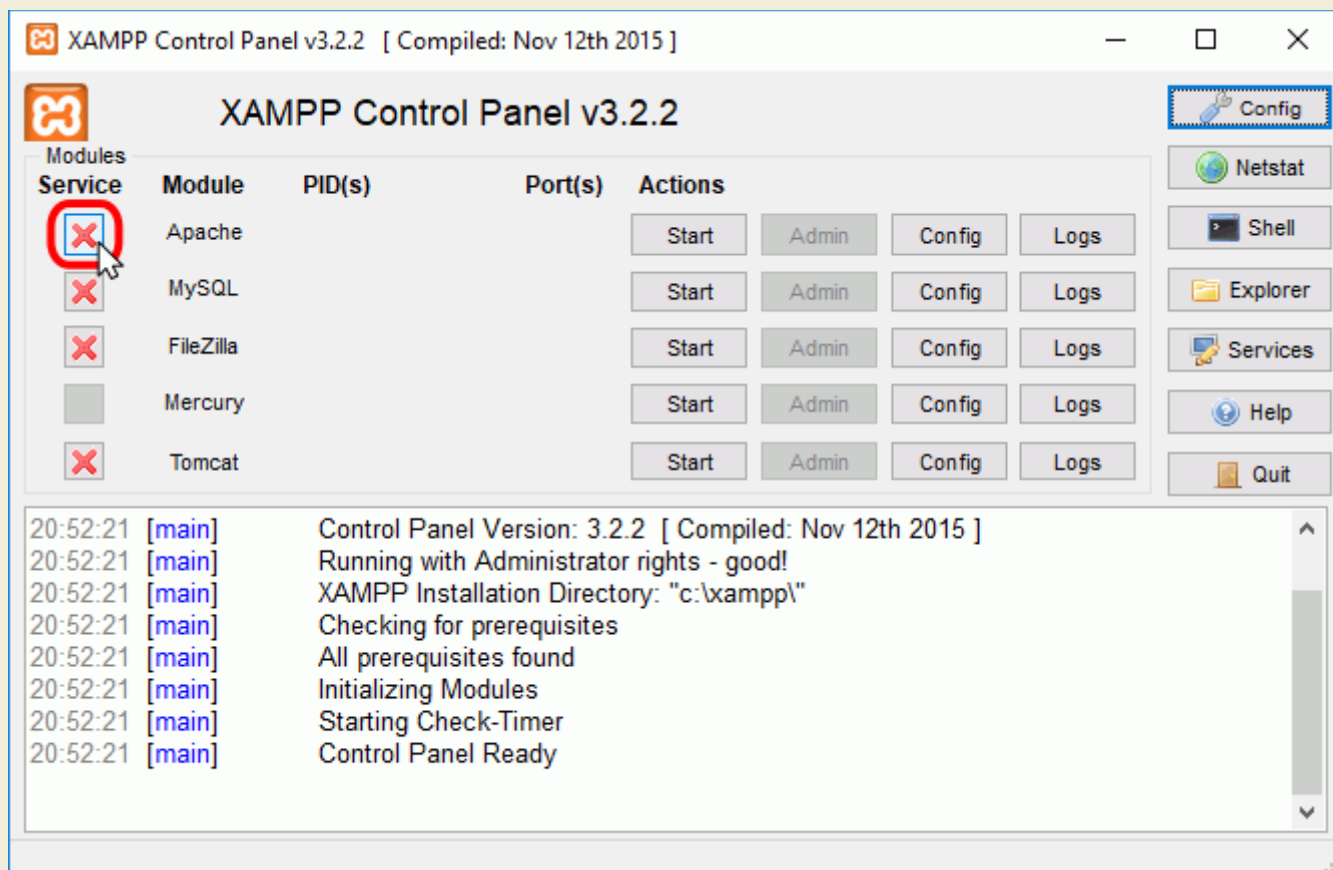 XAMPP Control Panel v3.2.2 [ Compiled: Nov 12th 2015 ]
XAMPP Control Panel v3.2.2
Config
Modules
Service Module PID(s) Port(s) Actions
Netstat
Apache Start Admin Config Logs
Shell
MySQL Start Admin Config Logs
Explorer
FileZilla Start Admin Config Logs
Services
Mercury Start Admin Config Logs
Help
Tomcat Start Admin Config Logs
Quit
20:52:21 [main] Control Panel Version: 3.2.2 [ Compiled: Nov 12th 2015 ]
20:52:21 [main] Running with Administrator rights - good!
20:52:21 [main] XAMPP Installation Directory: "c:\xampp\"
20:52:21 [main] Checking for prerequisites
20:52:21 [main] All prerequisites found
20:52:21 [main] Initializing Modules
20:52:21 [main] Starting Check-Timer
20:52:21 [main] Control Panel Ready